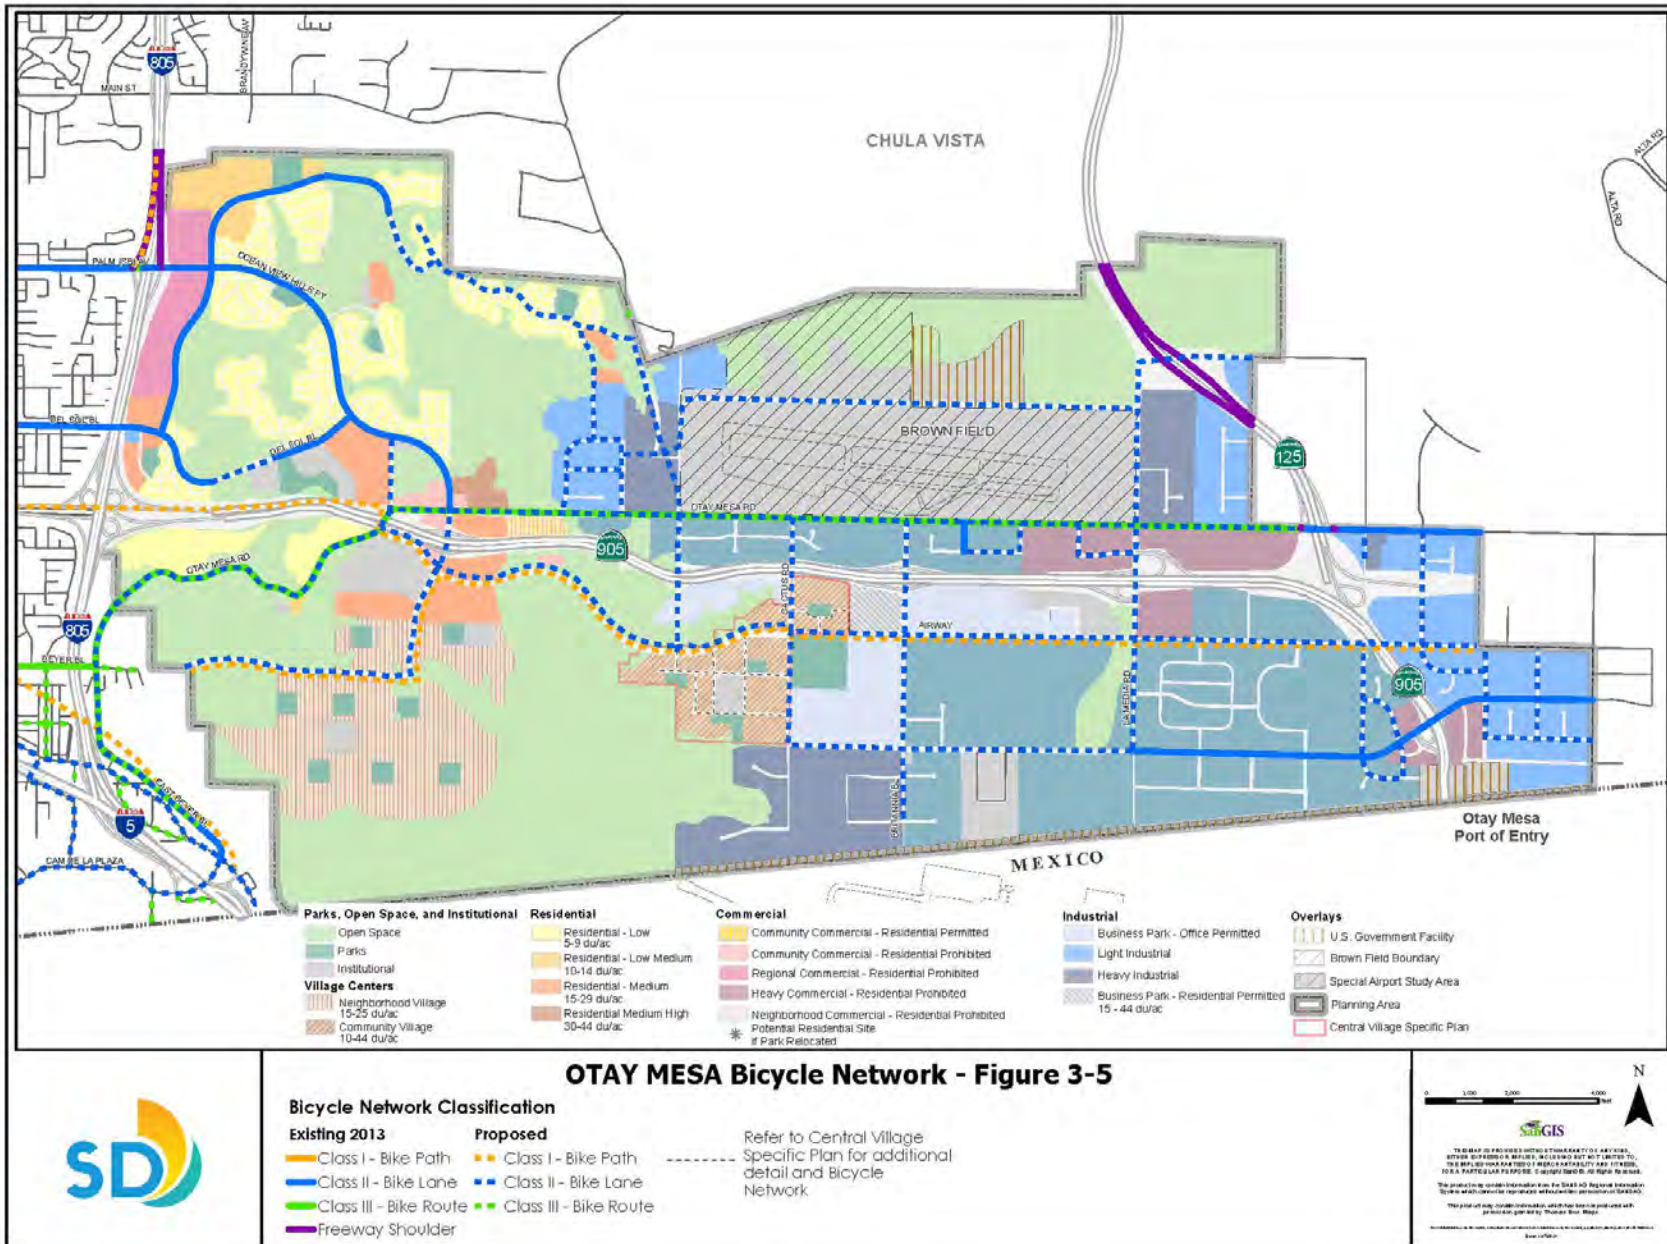 805
MAIN ST
BRANDYWINE AV
CHULA VISTA
ALTA RD
ALTA RD
PALM
OCEAN VIEW HILLS PY
BROWN FIELD
125
DEL SOL BL
DEL SOL BL
OTAY MESA RD
905
OTAY MESA RD
CACTUS RD
AIRWAY
805
BEYER BL
LA MEDIA RD
905
EAST BEYER BL
BRITANNIA BL
5
CAM DE LA PLAZA
Otay Mesa
Port of Entry
MEXICO
Parks, Open Space, and Institutional
Open Space
Parks
Institutional
Village Centers
Neighborhood Village
15-25 du/ac
Community Village
10-44 du/ac
Residential
Residential - Low
5-9 du/ac
Residential - Low Medium
10-14 du/ac
Residential - Medium
15-29 du/ac
Residential Medium High
30-44 du/ac
Commercial
Community Commercial - Residential Permitted
Community Commercial - Residential Prohibited
Regional Commercial - Residential Prohibited
Heavy Commercial - Residential Prohibited
Neighborhood Commercial - Residential Prohibited
Potential Residential Site
If Park Relocated
Industrial
Business Park - Office Permitted
Light Industrial
Heavy Industrial
Business Park - Residential Permitted
15 - 44 du/ac
Overlays
U.S. Government Facility
Brown Field Boundary
Special Airport Study Area
Planning Area
Central Village Specific Plan
SD
OTAY MESA Bicycle Network - Figure 3-5
Bicycle Network Classification
Existing 2013
Class I - Bike Path
Class II - Bike Lane
Class III - Bike Route
Freeway Shoulder
Proposed
Class I - Bike Path
Class II - Bike Lane
Class III - Bike Route
Refer to Central Village
Specific Plan for additional
detail and Bicycle
Network
N
SanGIS